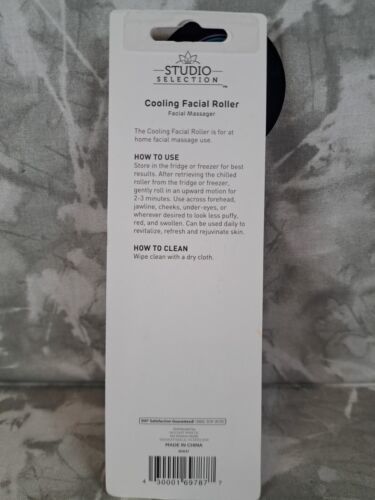 STUDIO
SELECTION
Cooling Facial Roller
Facial Massager
The Cooling Facial Roller is for at
home facial massage use.
HOW TO USE
Store in the fridge or freezer for best
results. After retrieving the chilled
roller from the fridge or freezer,
gently roll in an upward motion for
2-3 minutes. Use across forehead,
jawline, cheeks, under-eyes, or
wherever desired to look less puffy,
red, and swollen. Can be used daily to
revitalize, refresh and rejuvinate skin.
HOW TO CLEAN
Wipe clean with a dry cloth.
Satisfaction Guaranteed!
MADE IN CHINA
4 30001 69787 7